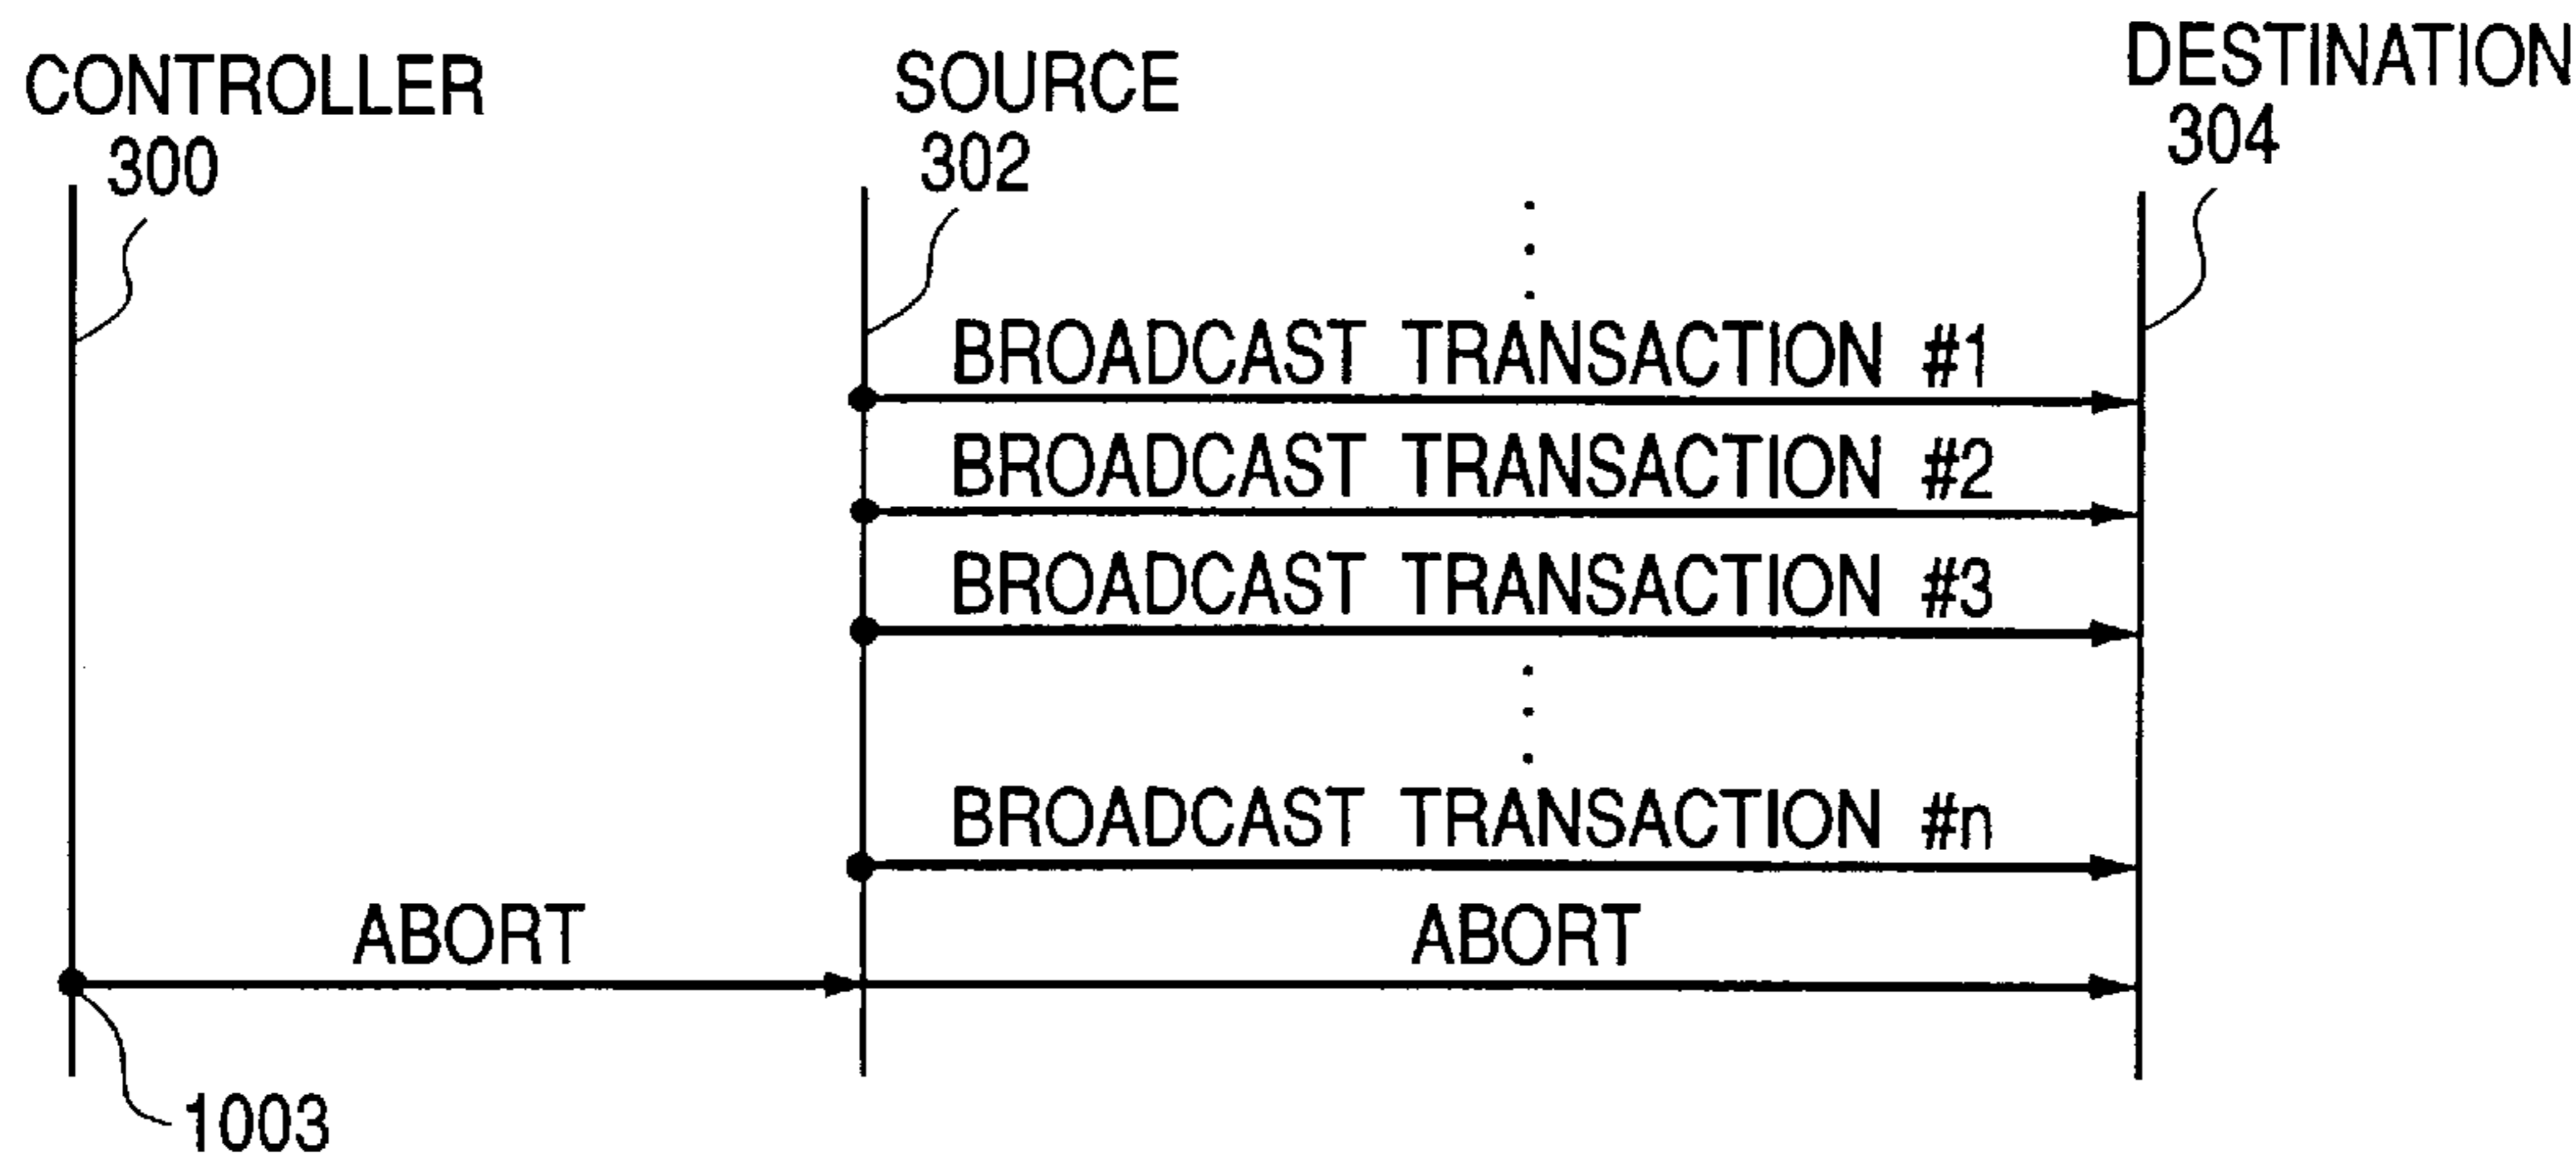 CONTROLLER
300
SOURCE
302
DESTINATION
304
BROADCAST TRANSACTION #1
BROADCAST TRANSACTION #2
BROADCAST TRANSACTION #3
BROADCAST TRANSACTION #n
ABORT
ABORT
1003